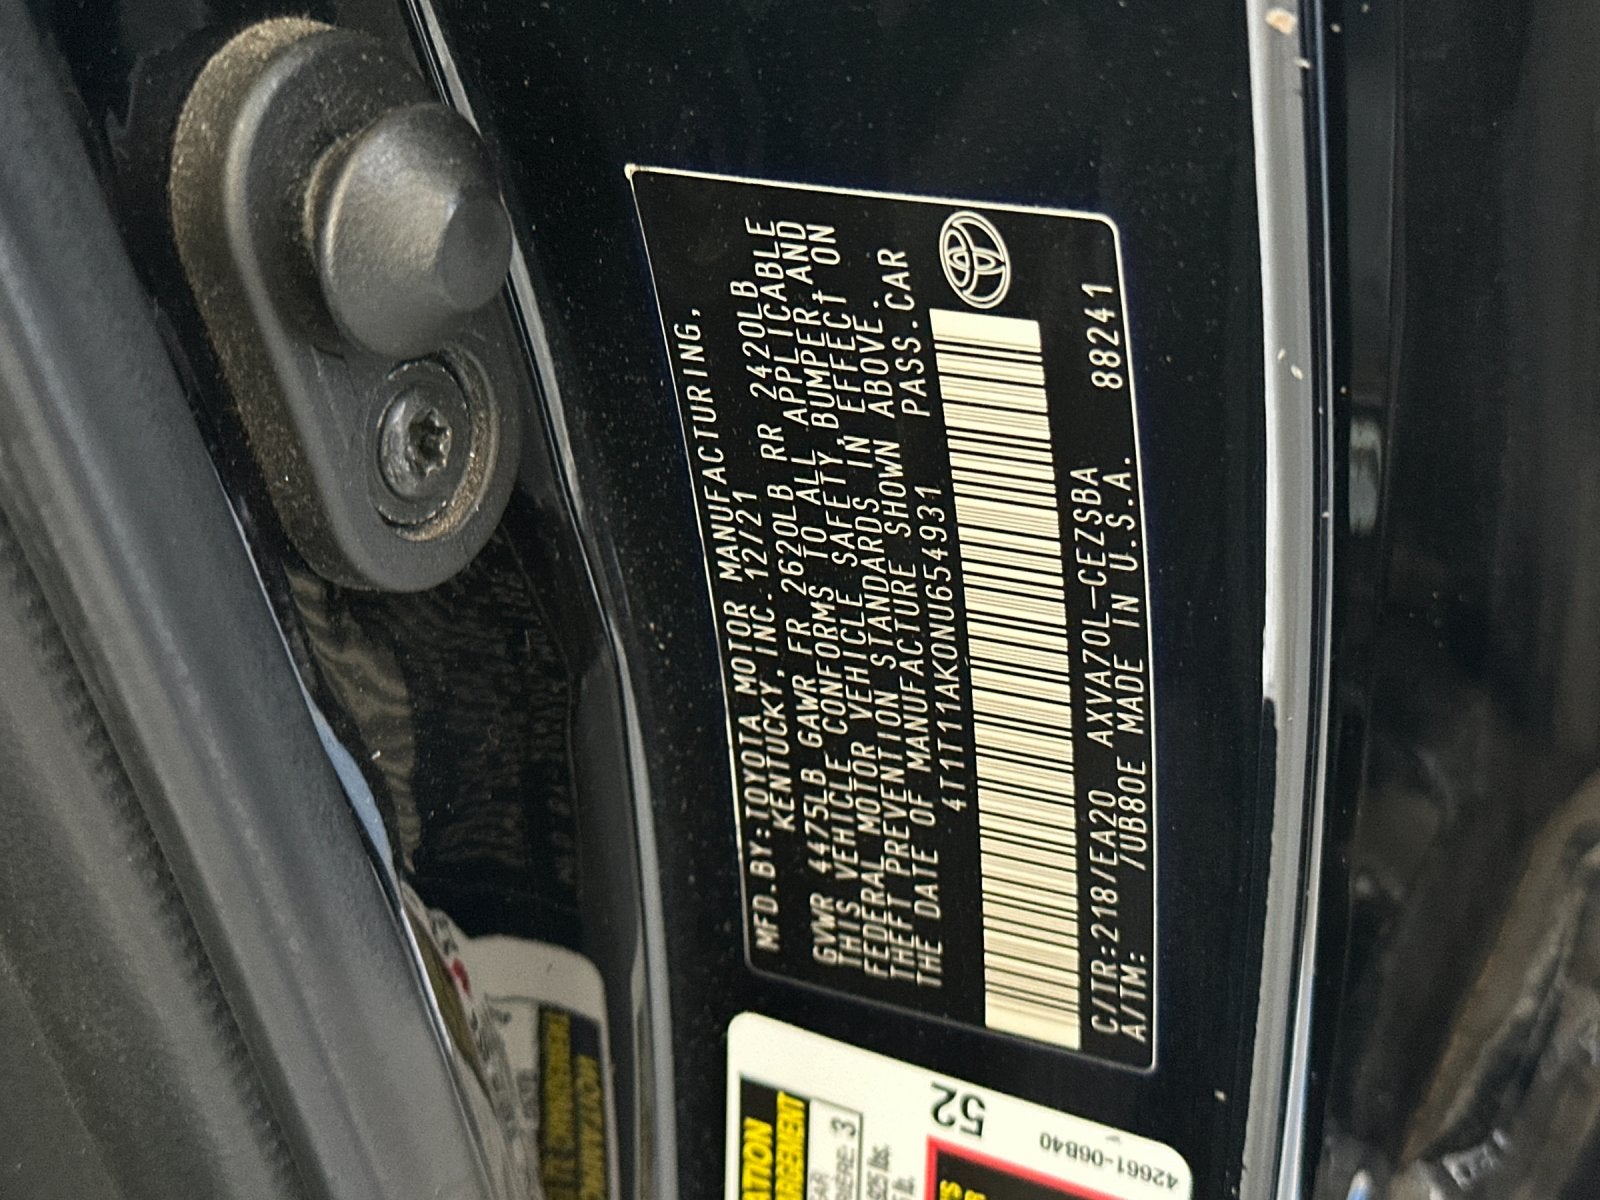 MFD.BY:TOYOTA MOTOR MANUFACTURING,
KENTUCKY,INC. 12/21
GVWR 4475LB GAWR FR 2620LB RR 2420LB
THIS VEHICLE CONFORMS TO ALL APPLICABLE
FEDERAL MOTOR VEHICLE SAFETY,BUMPER,AND
THEFT PREVENTION STANDARDS IN EFFECT ON
THE DATE OF MANUFACTURE SHOWN ABOVE.
4T1T11AK0NU654931 PASS.CAR
C/TR:218/EA20 AXVA70L-CEZSBA 88241
A/TM: /UB80E MADE IN U.S.A.
52
42661-06B40
3